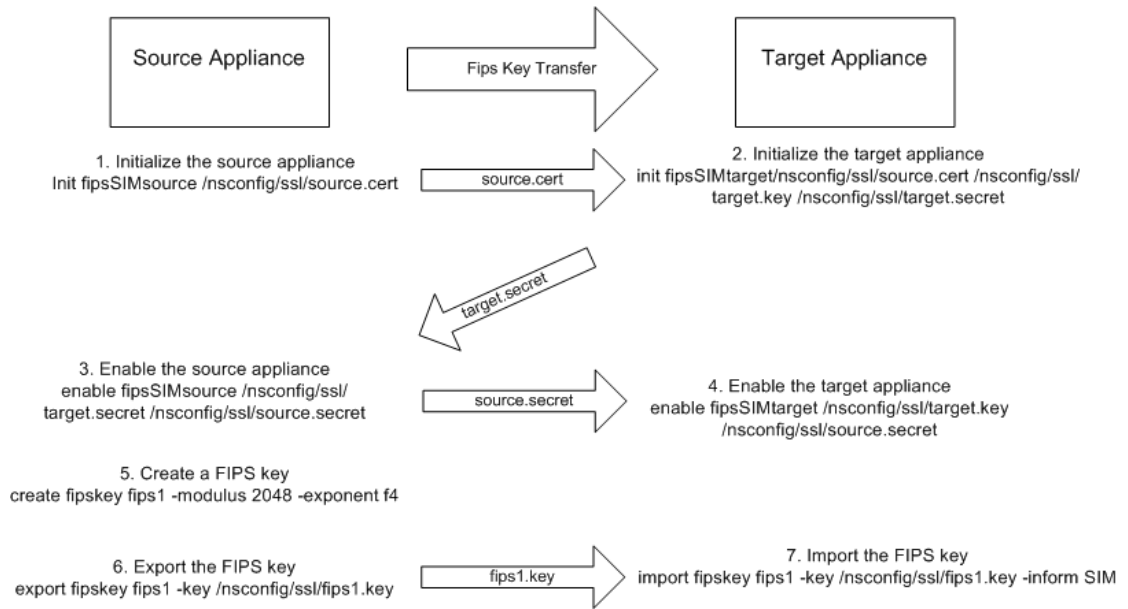 Source Appliance
Fips Key Transfer
Target Appliance
1. Initialize the source appliance
Init fipsSIMsource /nsconfig/ssl/source.cert
source.cert
2. Initialize the target appliance
init fipsSIMtarget/nsconfig/ssl/source.cert /nsconfig/ssl/
target.key /nsconfig/ssl/target.secret
target.secret
3. Enable the source appliance
enable fipsSIMsource /nsconfig/ssl/
target.secret /nsconfig/ssl/source.secret
source.secret
4. Enable the target appliance
enable fipsSIMtarget /nsconfig/ssl/target.key
/nsconfig/ssl/source.secret
5. Create a FIPS key
create fipskey fips1 -modulus 2048 -exponent f4
6. Export the FIPS key
export fipskey fips1 -key /nsconfig/ssl/fips1.key
fips1.key
7. Import the FIPS key
import fipskey fips1 -key /nsconfig/ssl/fips1.key -inform SIM